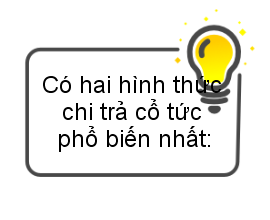 Có hai hình thức
chi trả cổ tức
phổ biến nhất: